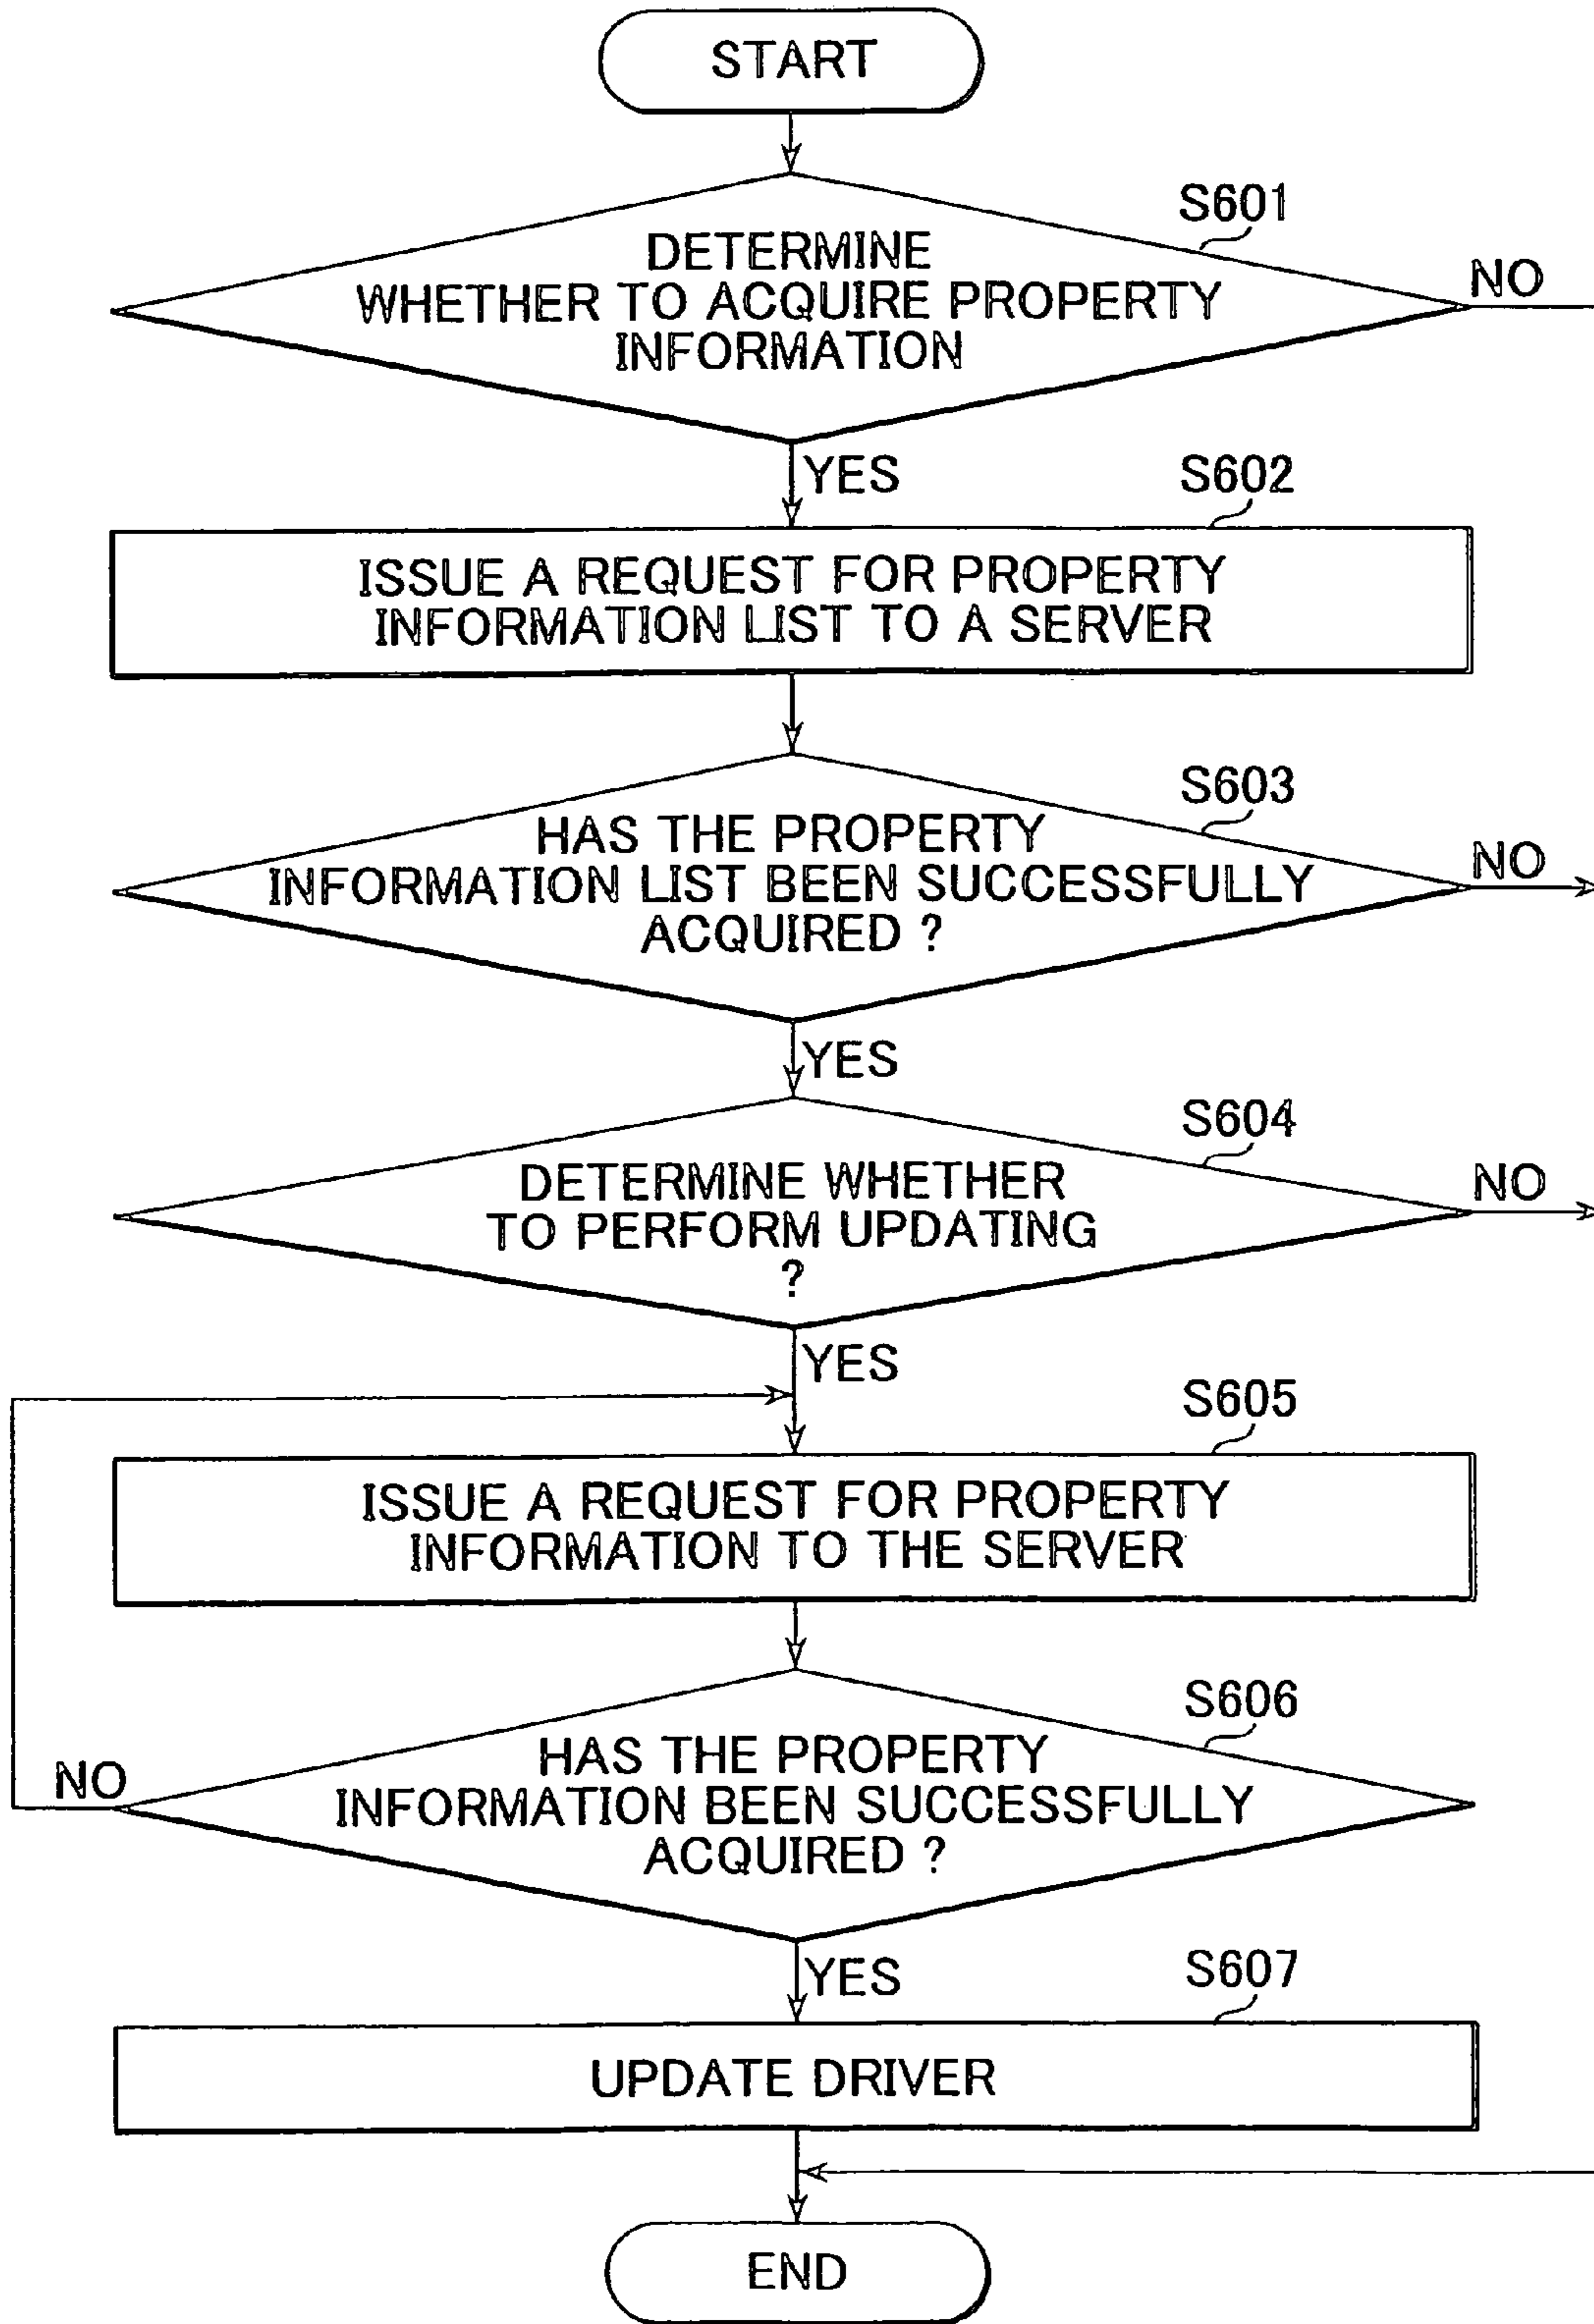 START
S601
DETERMINE
WHETHER TO ACQUIRE PROPERTY
INFORMATION
NO
YES
S602
ISSUE A REQUEST FOR PROPERTY
INFORMATION LIST TO A SERVER
S603
HAS THE PROPERTY
INFORMATION LIST BEEN SUCCESSFULLY
ACQUIRED ?
NO
YES
S604
DETERMINE WHETHER
TO PERFORM UPDATING
?
NO
YES
S605
ISSUE A REQUEST FOR PROPERTY
INFORMATION TO THE SERVER
S606
HAS THE PROPERTY
INFORMATION BEEN SUCCESSFULLY
ACQUIRED ?
NO
YES
S607
UPDATE DRIVER
END